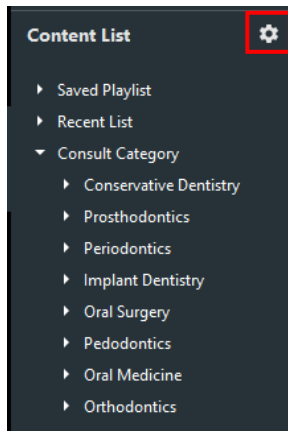 Content List
Saved Playlist
Recent List
Consult Category
Conservative Dentistry
Prosthodontics
Periodontics
Implant Dentistry
Oral Surgery
Pedodontics
Oral Medicine
Orthodontics